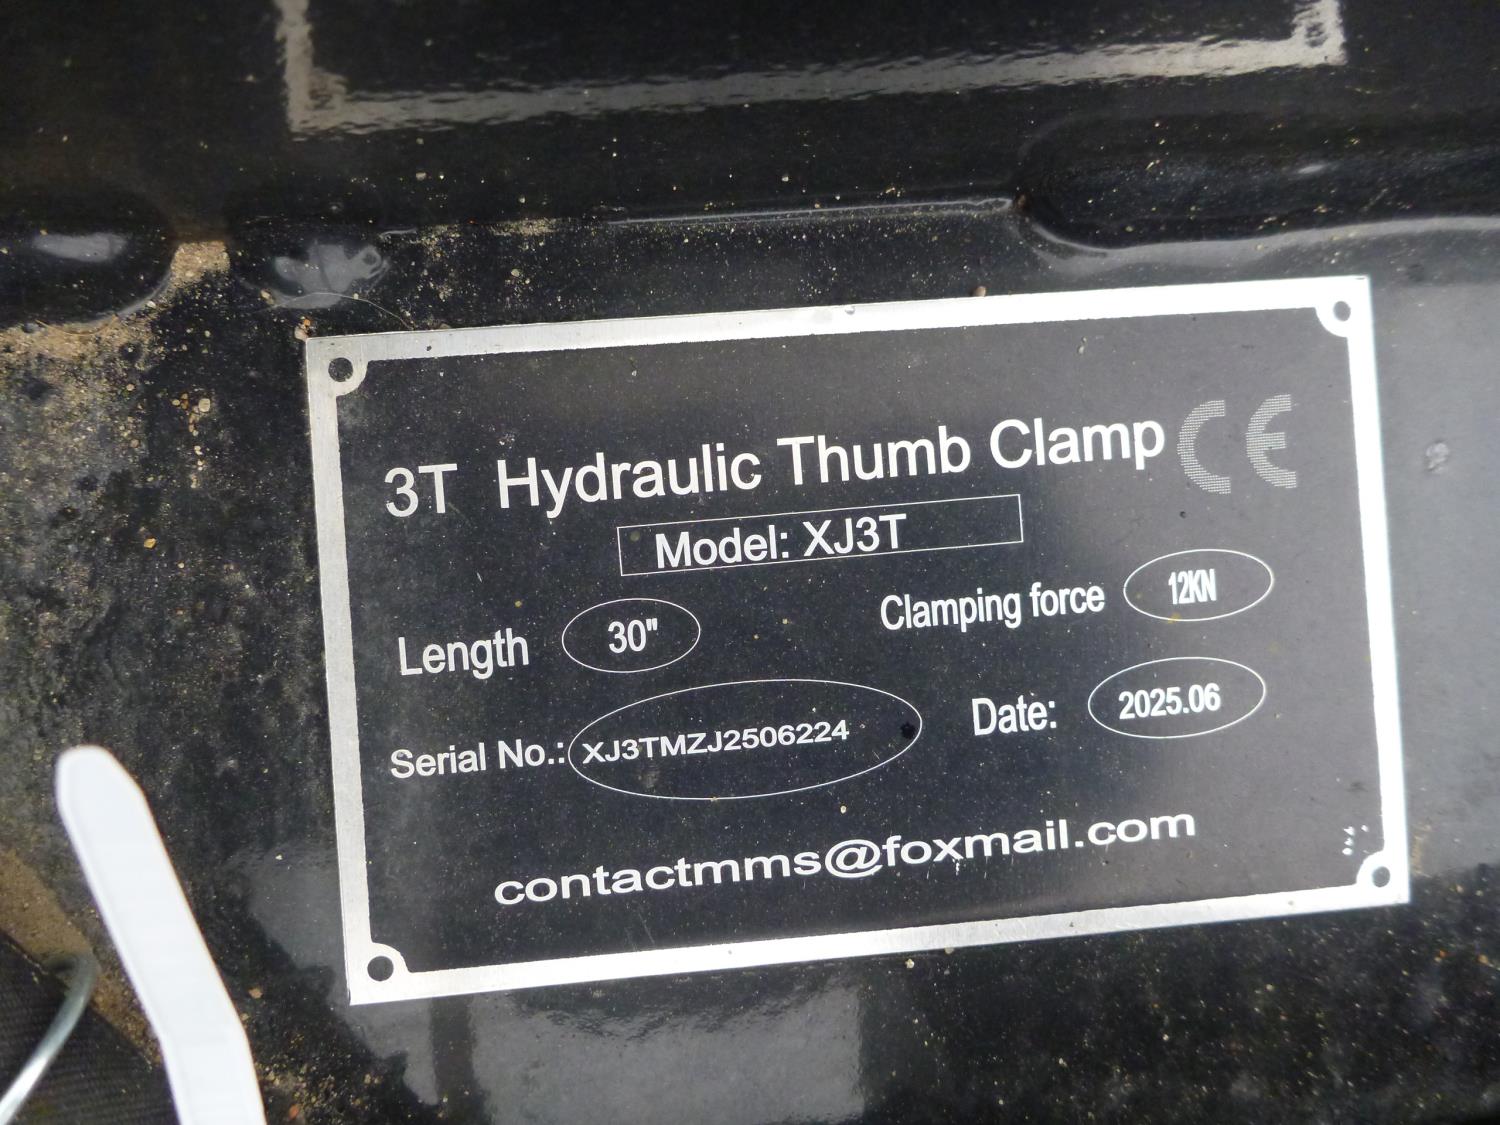 3T Hydraulic Thumb Clamp CE
Model: XJ3T
Length 30" Clamping force 12KN
Serial No.: XJ3TMZJ2506224 Date: 2025.06
contactmms@foxmail.com